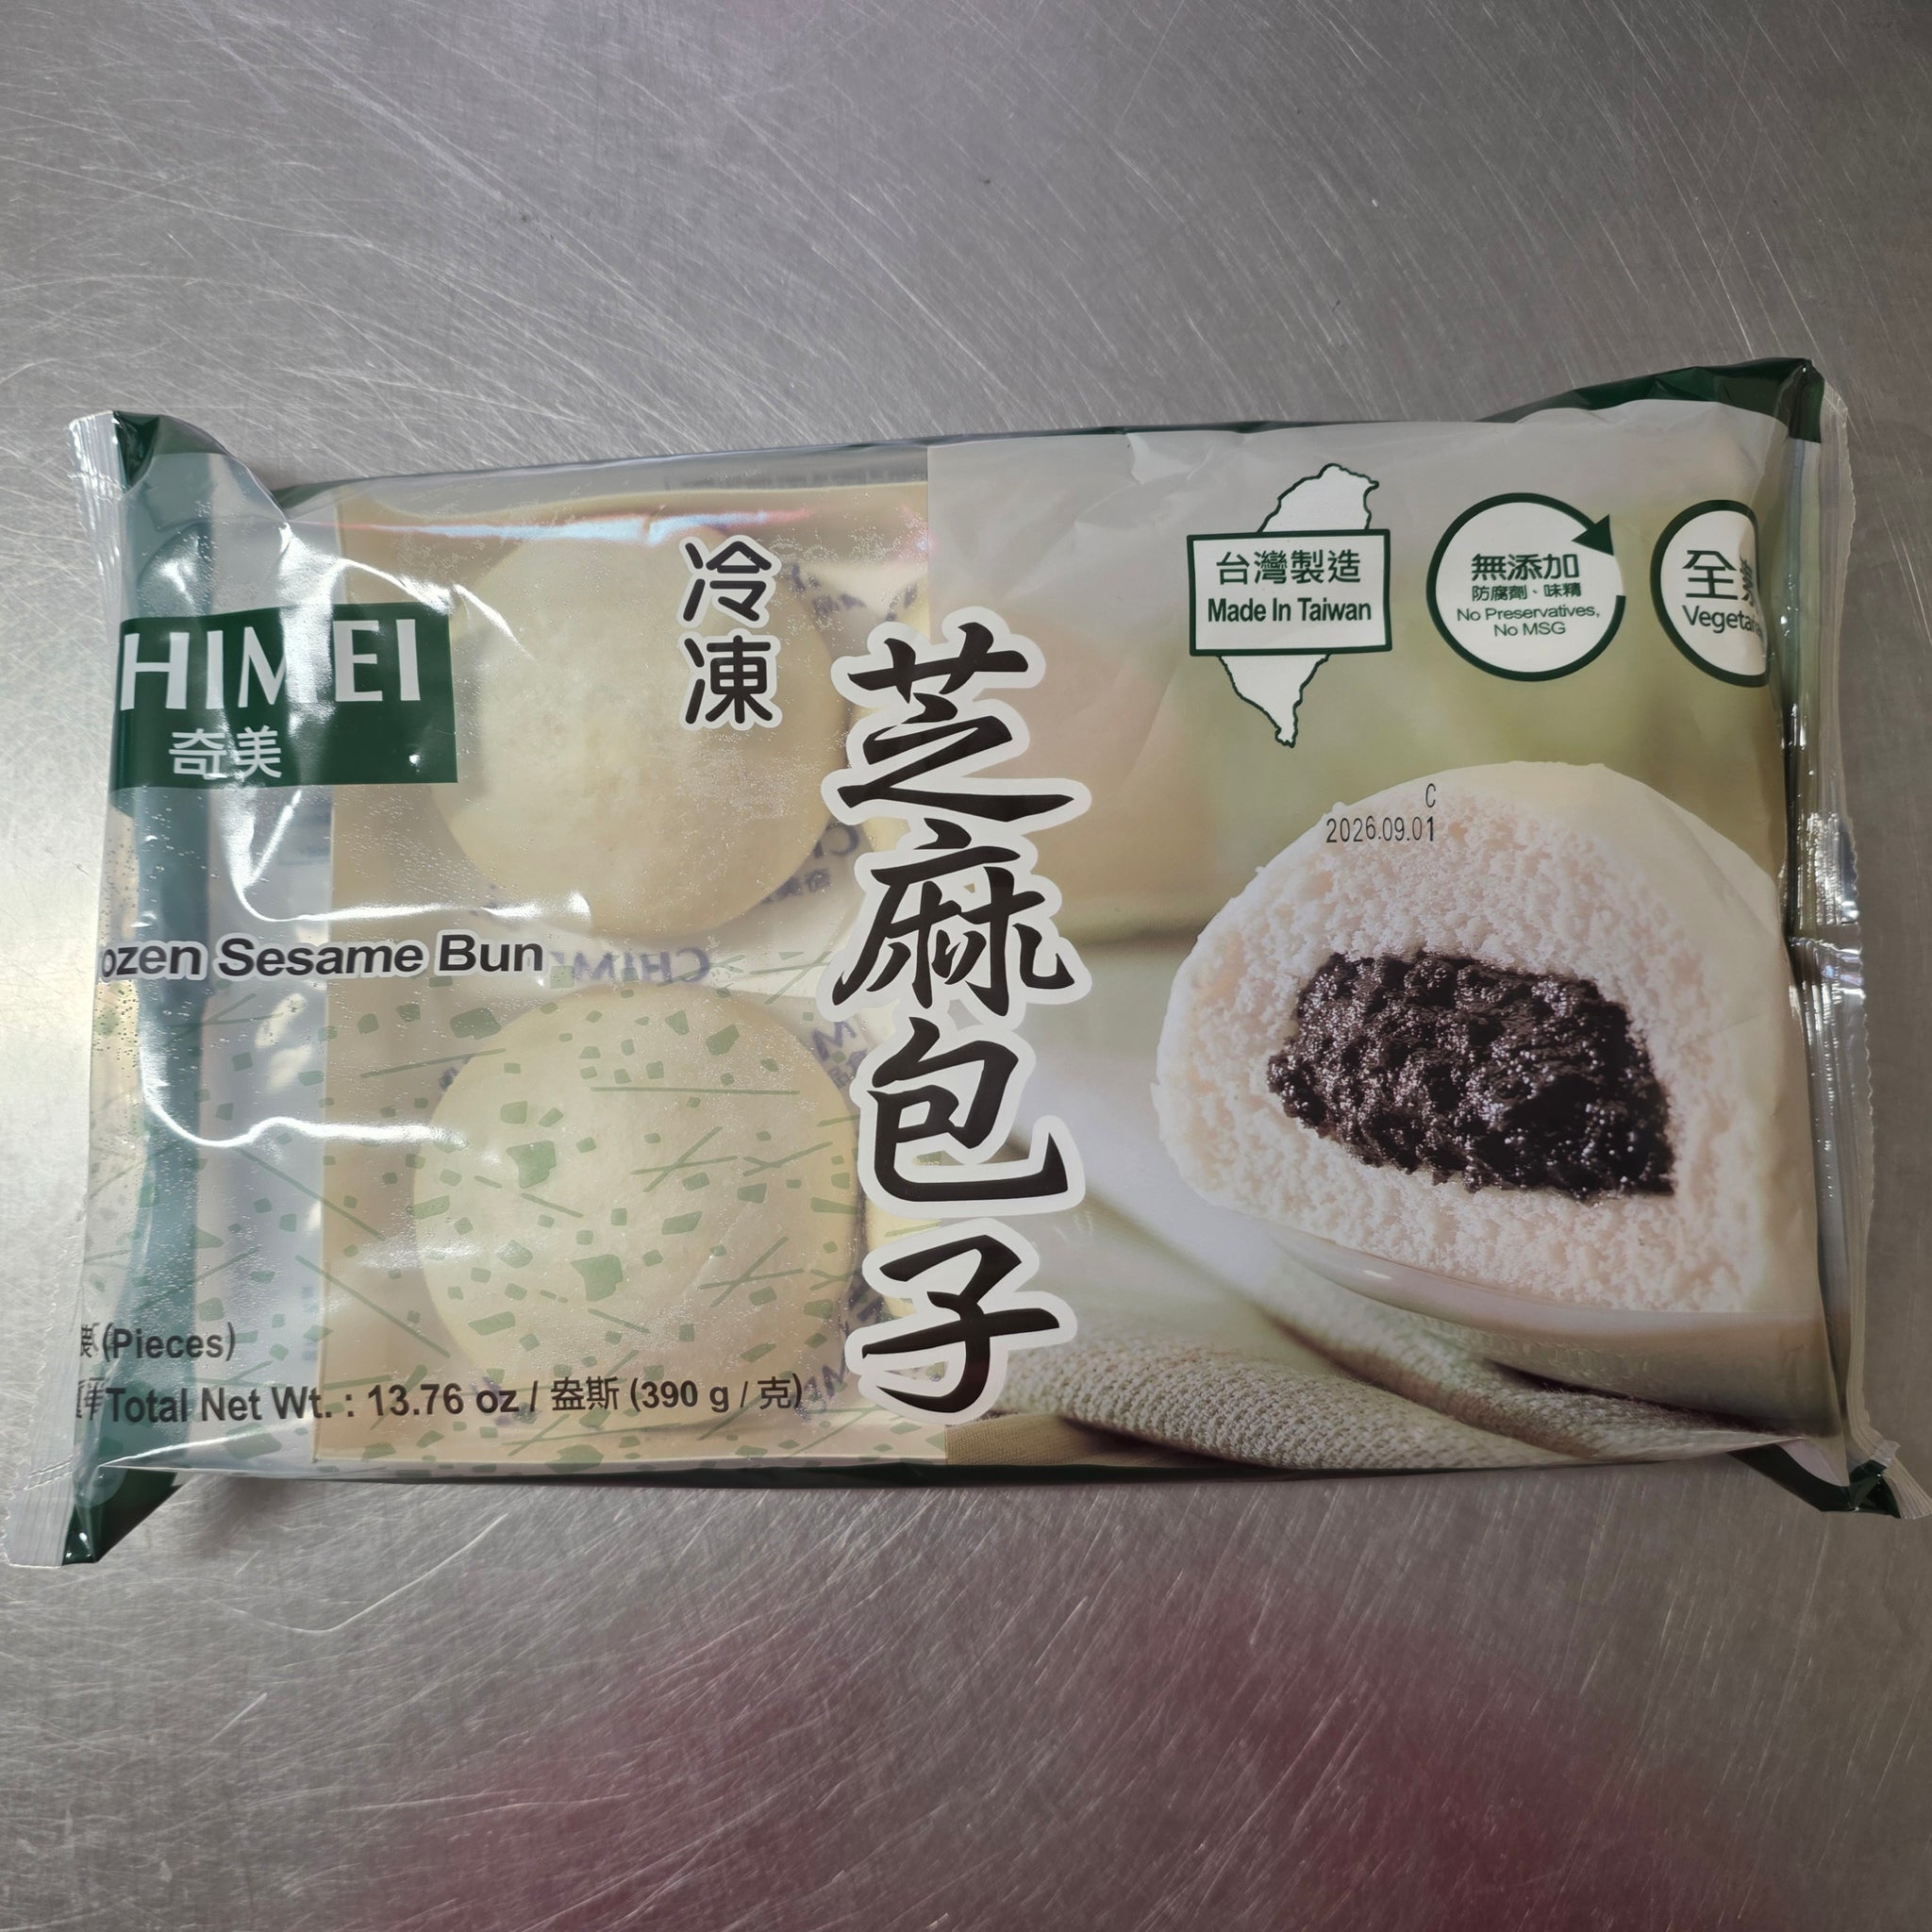 HIMEI
奇美
冷凍
芝麻包子
ozen Sesame Bun
(Pieces)
Total Net Wt. : 13.76 oz / 盎斯 (390 g / 克)
台灣製造
Made In Taiwan
無添加
防腐劑、味精
No Preservatives,
No MSG
全
C
2026.09.01